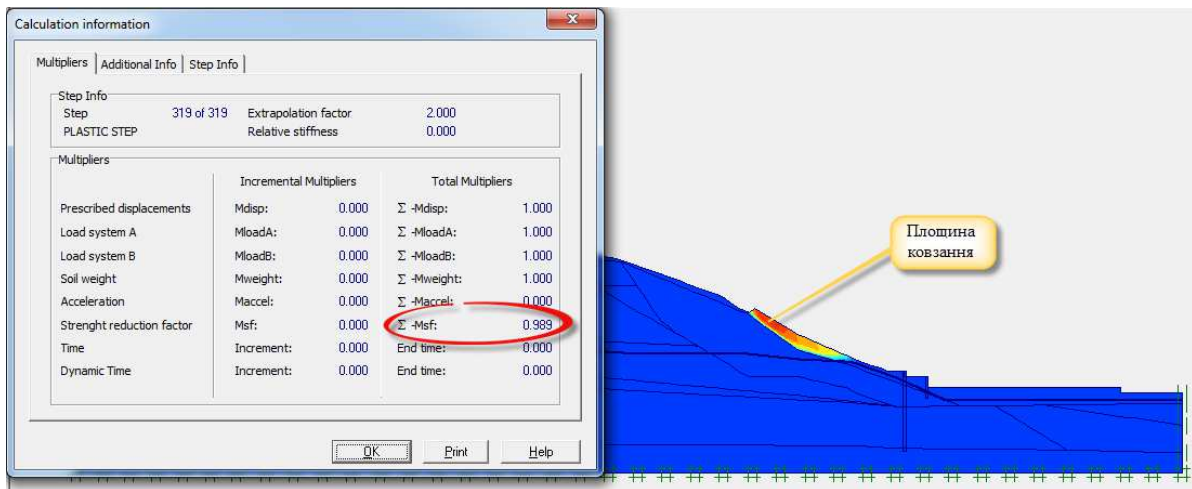 Calculation information
Multipliers Additional Info Step Info
Step Info
Step 319 of 319 Extrapolation factor 2.000
PLASTIC STEP Relative stiffness 0.000
Multipliers
Incremental Multipliers Total Multipliers
Prescribed displacements Mdisp: 0.000 Σ -Mdisp: 1.000
Load system A MloadA: 0.000 Σ -MloadA: 1.000
Load system B MloadB: 0.000 Σ -MloadB: 1.000
Soil weight Mweight: 0.000 Σ -Mweight: 1.000
Acceleration Maccel: 0.000 Σ -Maccel: 0.000
Strenght reduction factor Msf: 0.000 Σ -Msf: 0.989
Time Increment: 0.000 End time: 0.000
Dynamic Time Increment: 0.000 End time: 0.000
OK Print Help
Площина
ковзання